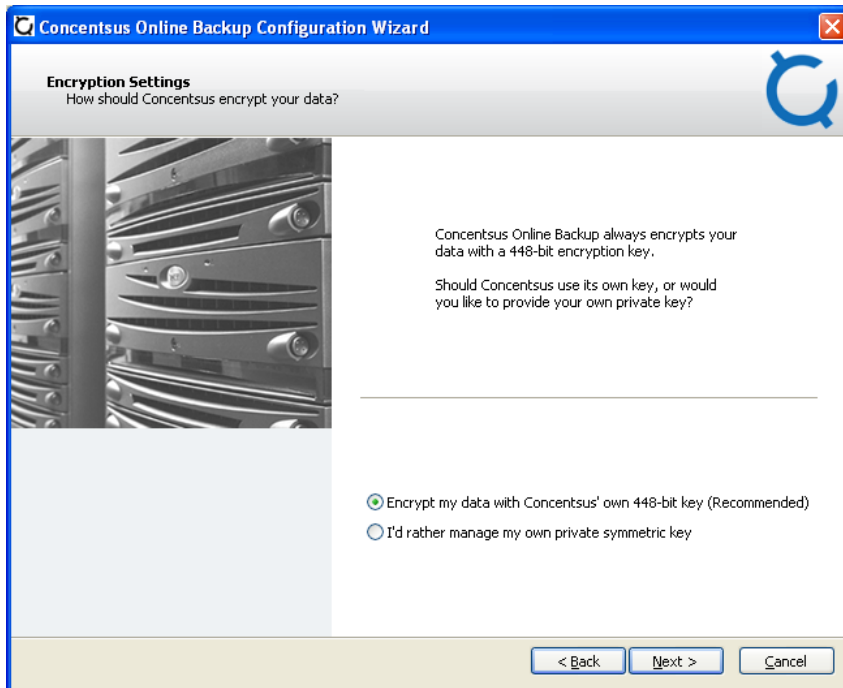 Concentsus Online Backup Configuration Wizard
Encryption Settings
How should Concentsus encrypt your data?
Concentsus Online Backup always encrypts your
data with a 448-bit encryption key.
Should Concentsus use its own key, or would
you like to provide your own private key?
Encrypt my data with Concentsus' own 448-bit key (Recommended)
I'd rather manage my own private symmetric key
< Back
Next >
Cancel